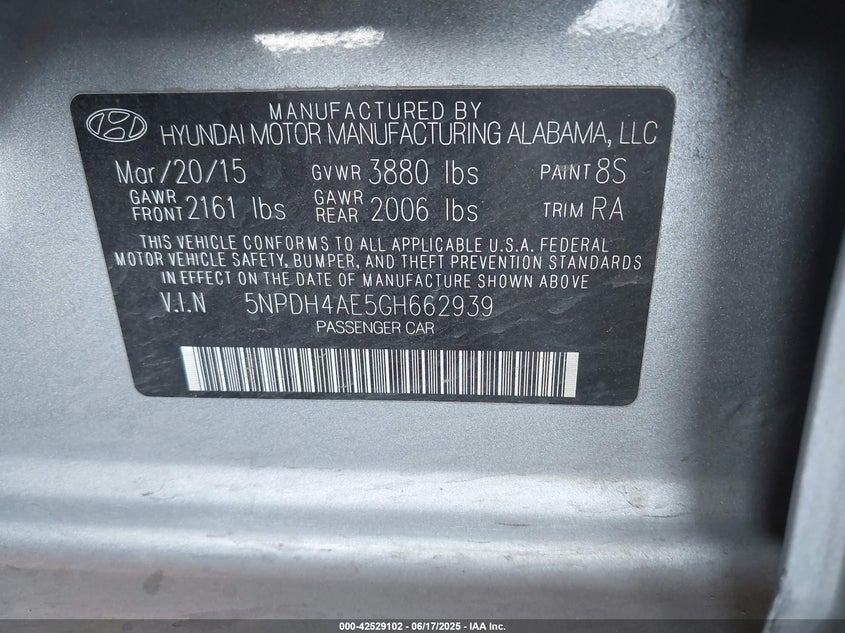 MANUFACTURED BY
HYUNDAI MOTOR MANUFACTURING ALABAMA, LLC
Mar/20/15 GVWR 3880 lbs PAINT 8S
GAWR FRONT 2161 lbs GAWR REAR 2006 lbs TRIM RA
THIS VEHICLE CONFORMS TO ALL APPLICABLE U.S.A. FEDERAL
MOTOR VEHICLE SAFETY, BUMPER, AND THEFT PREVENTION STANDARDS
IN EFFECT ON THE DATE OF MANUFACTURE SHOWN ABOVE
V.I.N 5NPDH4AE5GH662939
PASSENGER CAR
000-42529102 - 06/17/2025 - IAA Inc.